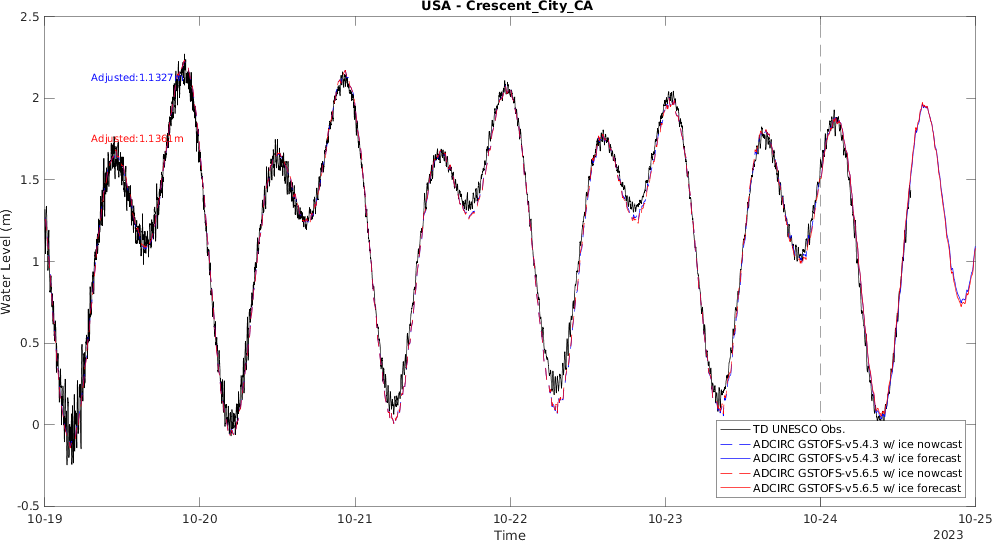 USA - Crescent_City_CA
2.5
2
1.5
1
0.5
0
-0.5
Water Level (m)
Adjusted:1.1327
Adjusted:1.1361m
TD UNESCO Obs.
ADCIRC GSTOFS-v5.4.3 w/ ice nowcast
ADCIRC GSTOFS-v5.4.3 w/ ice forecast
ADCIRC GSTOFS-v5.6.5 w/ ice nowcast
ADCIRC GSTOFS-v5.6.5 w/ ice forecast
10-19 10-20 10-21 10-22 10-23 10-24 10-25
Time
2023